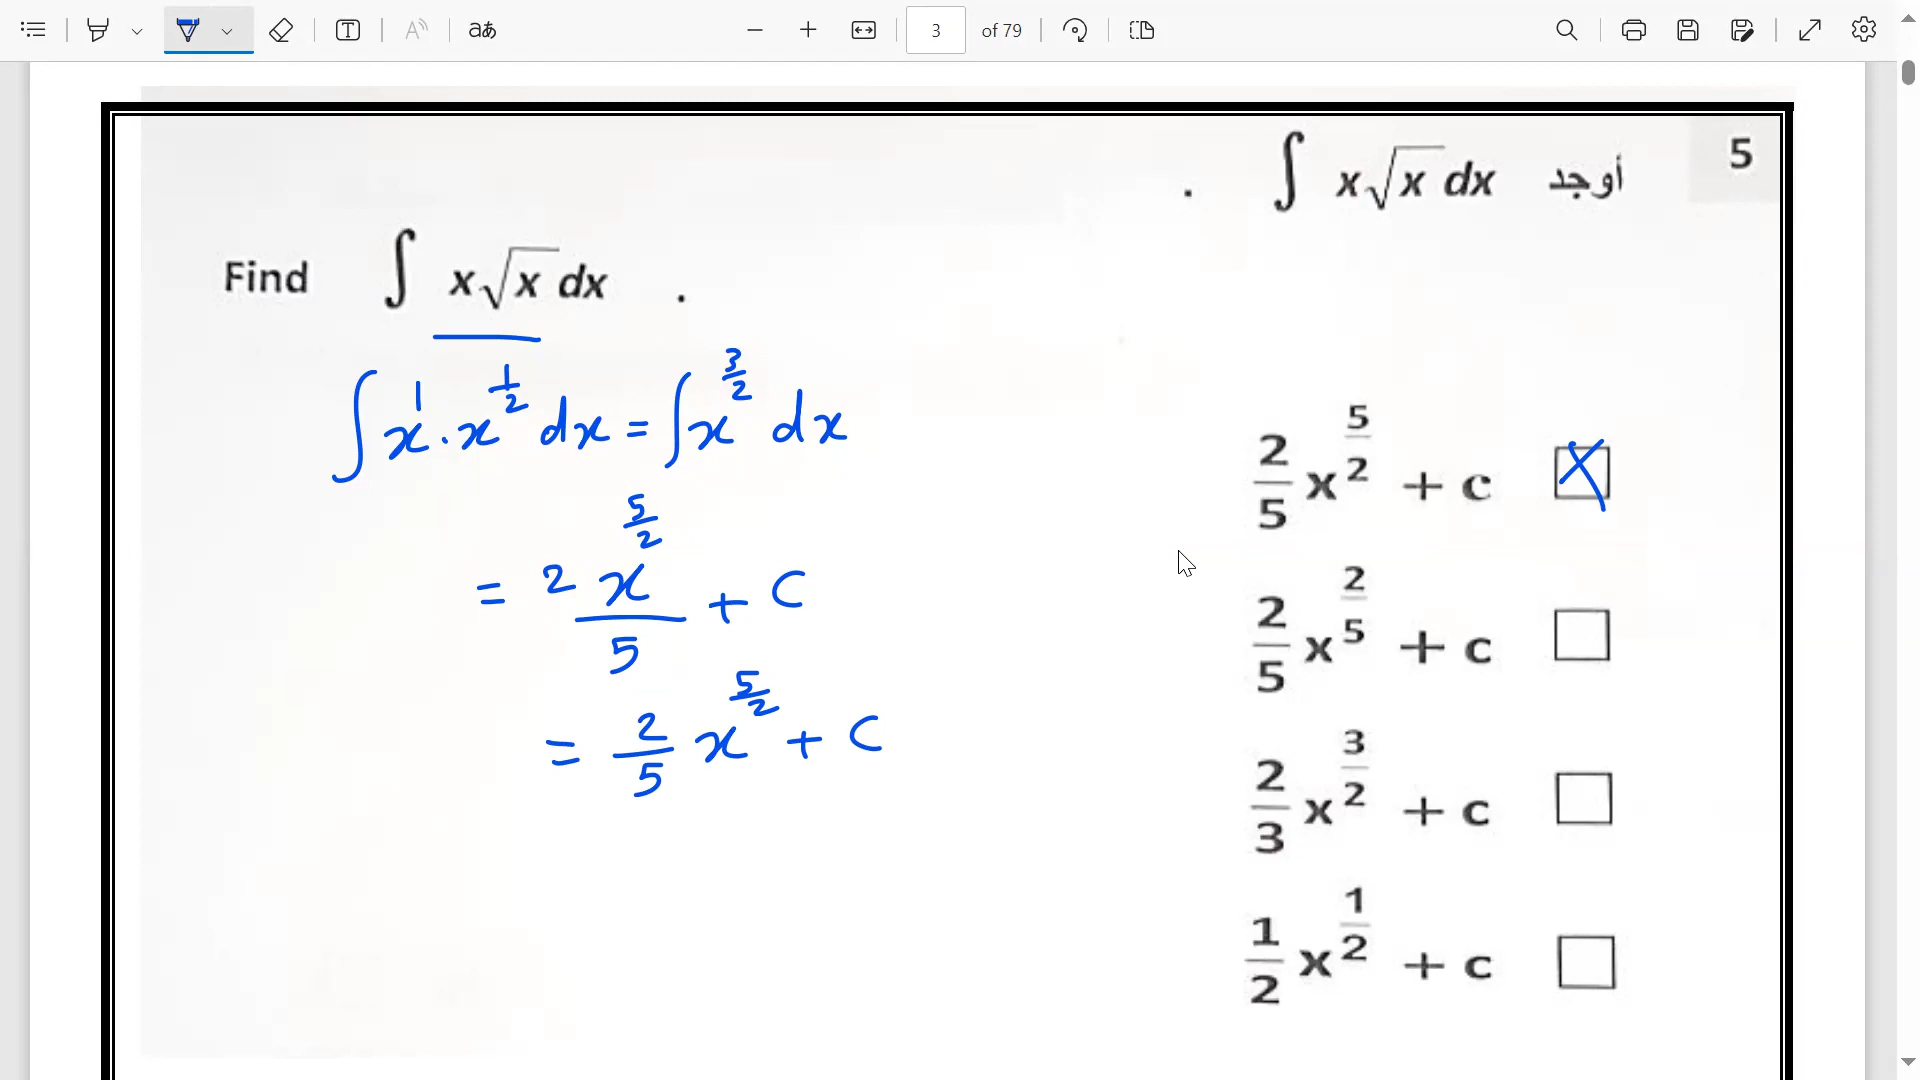 3 of 79
5
أوجد ∫ x√x dx .
Find ∫ x√x dx .
∫ x¹ · x^(1/2) dx = ∫ x^(3/2) dx
= 2 x^(5/2) / 5 + C
= 2/5 x^(5/2) + C
2/5 x^(5/2) + c
2/5 x^(2/5) + c
2/3 x^(3/2) + c
1/2 x^(1/2) + c